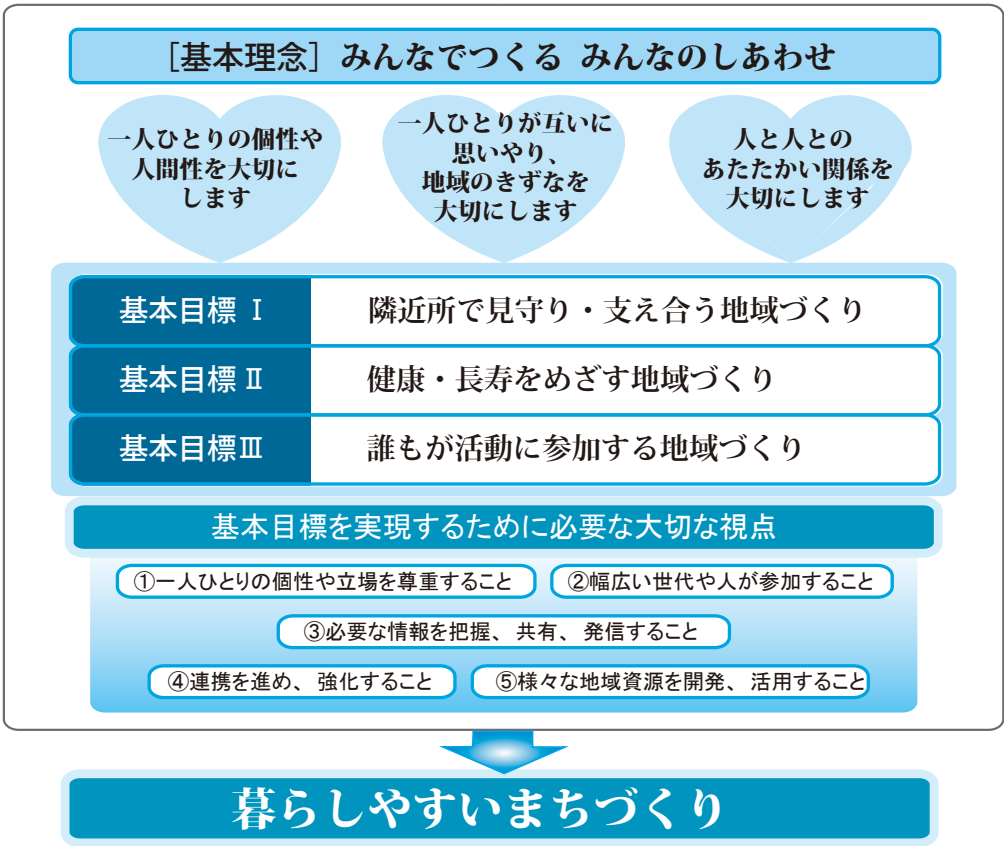 ［基本理念］みんなでつくる みんなのしあわせ
一人ひとりの個性や
人間性を大切に
します
一人ひとりが互いに
思いやり、
地域のきずなを
大切にします
人と人との
あたたかい関係を
大切にします
基本目標 Ⅰ 隣近所で見守り・支え合う地域づくり
基本目標 Ⅱ 健康・長寿をめざす地域づくり
基本目標Ⅲ 誰もが活動に参加する地域づくり
基本目標を実現するために必要な大切な視点
①一人ひとりの個性や立場を尊重すること
②幅広い世代や人が参加すること
③必要な情報を把握、共有、発信すること
④連携を進め、強化すること
⑤様々な地域資源を開発、活用すること
暮らしやすいまちづくり